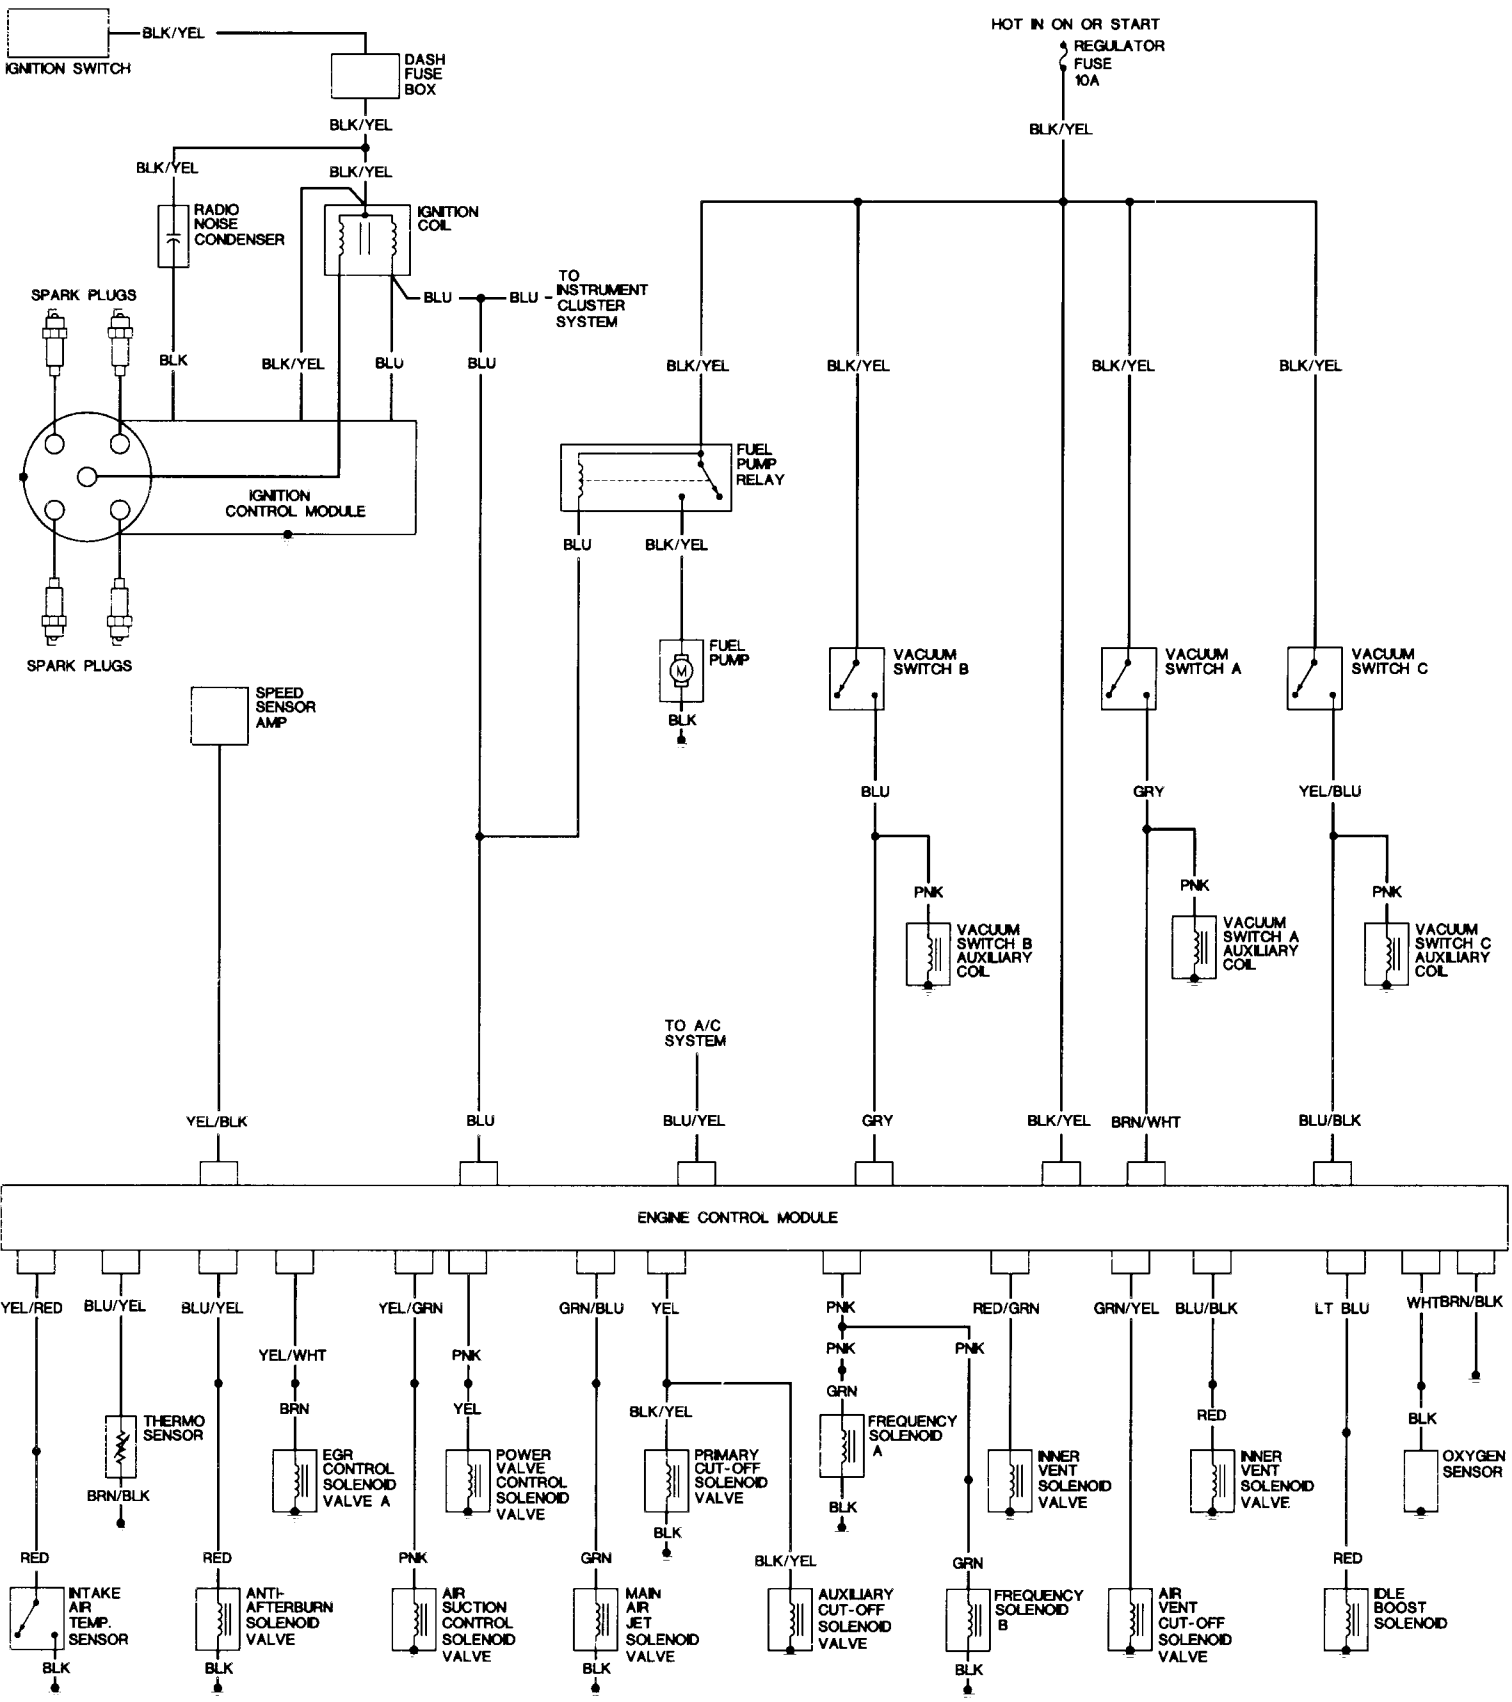 HOT IN ON OR START
BLK/YEL
REGULATOR
FUSE
10A
IGNITION SWITCH
DASH
FUSE
BOX
BLK/YEL
BLK/YEL
BLK/YEL
BLK/YEL
RADIO
NOISE
CONDENSER
IGNITION
COIL
BLK/YEL
SPARK PLUGS
BLU
BLU
TO
INSTRUMENT
CLUSTER
SYSTEM
BLK
BLK/YEL
BLU
BLU
BLK/YEL
BLK/YEL
BLK/YEL
BLK/YEL
FUEL
PUMP
RELAY
IGNITION
CONTROL MODULE
BLU
BLK/YEL
SPARK PLUGS
FUEL
PUMP
M
VACUUM
SWITCH B
VACUUM
SWITCH A
VACUUM
SWITCH C
SPEED
SENSOR
AMP
BLK
BLU
GRY
YEL/BLU
PNK
PNK
PNK
VACUUM
SWITCH B
AUXILIARY
COIL
VACUUM
SWITCH A
AUXILIARY
COIL
VACUUM
SWITCH C
AUXILIARY
COIL
TO A/C
SYSTEM
YEL/BLK
BLU
BLU/YEL
GRY
BLK/YEL
BRN/WHT
BLU/BLK
ENGINE CONTROL MODULE
YEL/RED
BLU/YEL
BLU/YEL
YEL/GRN
GRN/BLU
YEL
PNK
RED/GRN
GRN/YEL
BLU/BLK
LT BLU
WHT
BRN/BLK
YEL/WHT
PNK
PNK
PNK
BRN
YEL
BLK/YEL
GRN
RED
BLK
THERMO
SENSOR
BRN/BLK
EGR
CONTROL
SOLENOID
VALVE A
POWER
VALVE
CONTROL
SOLENOID
VALVE
PRIMARY
CUT-OFF
SOLENOID
VALVE
BLK
FREQUENCY
SOLENOID
A
BLK
INNER
VENT
SOLENOID
VALVE
INNER
VENT
SOLENOID
VALVE
OXYGEN
SENSOR
RED
RED
PNK
GRN
BLK/YEL
GRN
RED
INTAKE
AIR
TEMP.
SENSOR
BLK
ANTI-
AFTERBURN
SOLENOID
VALVE
BLK
AIR
SUCTION
CONTROL
SOLENOID
VALVE
MAIN
AIR
JET
SOLENOID
VALVE
BLK
AUXILIARY
CUT-OFF
SOLENOID
VALVE
FREQUENCY
SOLENOID
B
BLK
AIR
VENT
CUT-OFF
SOLENOID
VALVE
IDLE
BOOST
SOLENOID